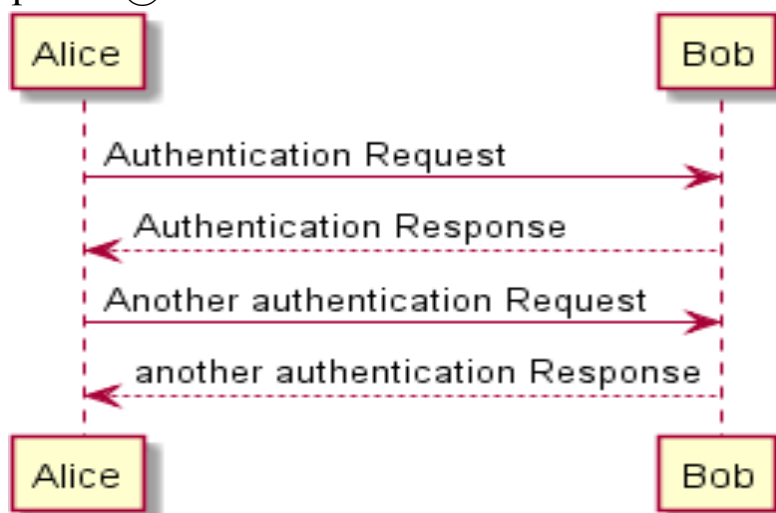 Alice Bob
Authentication Request
Authentication Response
Another authentication Request
another authentication Response
Alice Bob